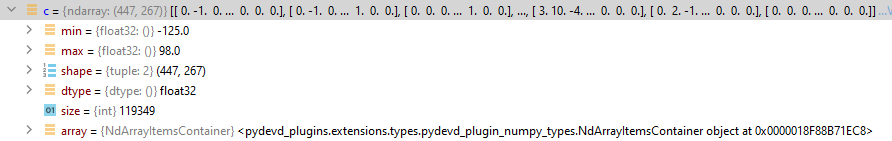 c = {ndarray: (447, 267)} [[ 0. -1. 0. ... 0. 0. 0.], [ 0. -1. 0. ... 1. 0. 0.], [ 0. 0. 0. ... 1. 0. 0.], ..., [ 3. 10. -4. ... 0. 0. 0.], [ 0. 2. -1. ... 0. 0. 0.], [ 0. 0. 0. ... 0. 0. 0.]] ...V
min = {float32: ()} -125.0
max = {float32: ()} 98.0
shape = {tuple: 2} (447, 267)
dtype = {dtype: ()} float32
01 size = {int} 119349
array = {NdArrayItemsContainer} <pydevd_plugins.extensions.types.pydevd_plugin_numpy_types.NdArrayItemsContainer object at 0x0000018F88B71EC8>